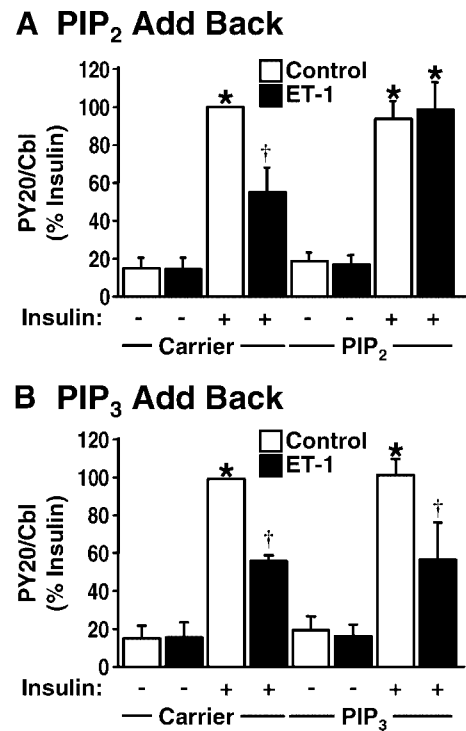 A PIP₂ Add Back
Control
ET-1
PY20/Cbl
(% Insulin)
120
100
80
60
40
20
0
* † * *
Insulin: - - + + - - + +
Carrier PIP₂
B PIP₃ Add Back
Control
ET-1
PY20/Cbl
(% Insulin)
120
100
80
60
40
20
0
* † * †
Insulin: - - + + - - + +
Carrier PIP₃